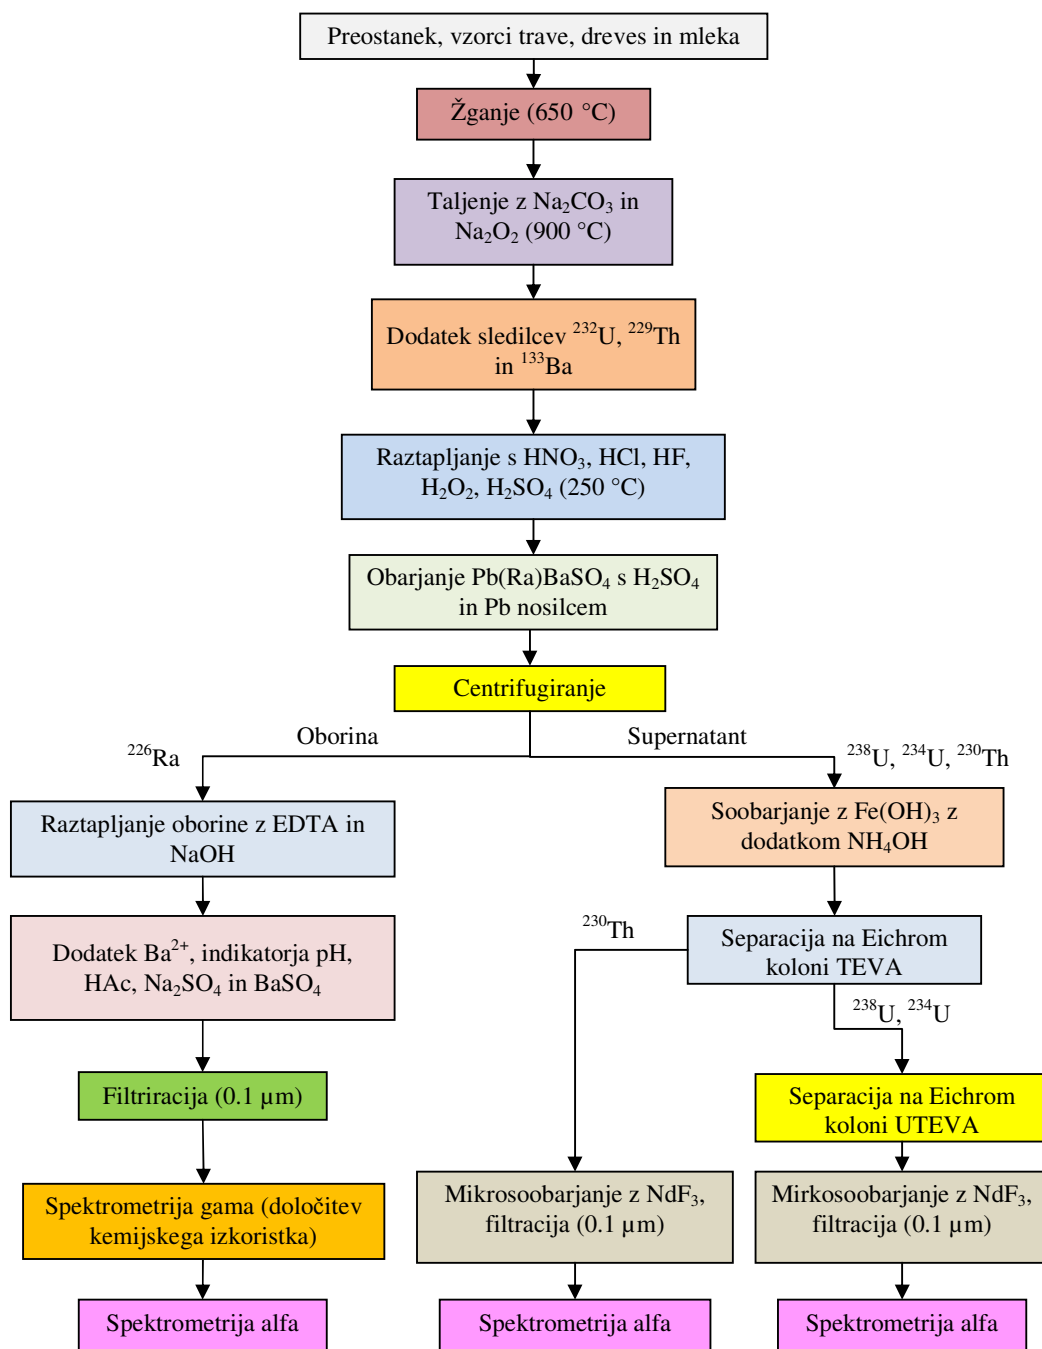 Preostanek, vzorci trave, dreves in mleka
Žganje (650 °C)
Taljenje z Na₂CO₃ in
Na₂O₂ (900 °C)
Dodatek sledilcev ²³²U, ²²⁹Th
in ¹³³Ba
Raztapljanje s HNO₃, HCl, HF,
H₂O₂, H₂SO₄ (250 °C)
Obarjanje Pb(Ra)BaSO₄ s H₂SO₄
in Pb nosilcem
Centrifugiranje
Oborina
Supernatant
²²⁶Ra
²³⁸U, ²³⁴U, ²³⁰Th
Raztapljanje oborine z EDTA in
NaOH
Soobarjanje z Fe(OH)₃ z
dodatkom NH₄OH
Dodatek Ba²⁺, indikatorja pH,
HAc, Na₂SO₄ in BaSO₄
²³⁰Th
Separacija na Eichrom
koloni TEVA
²³⁸U, ²³⁴U
Filtriracija (0.1 µm)
Separacija na Eichrom
koloni UTEVA
Spektrometrija gama (določitev
kemijskega izkoristka)
Mikrosoobarjanje z NdF₃,
filtracija (0.1 µm)
Mirkosoobarjanje z NdF₃,
filtracija (0.1 µm)
Spektrometrija alfa
Spektrometrija alfa
Spektrometrija alfa